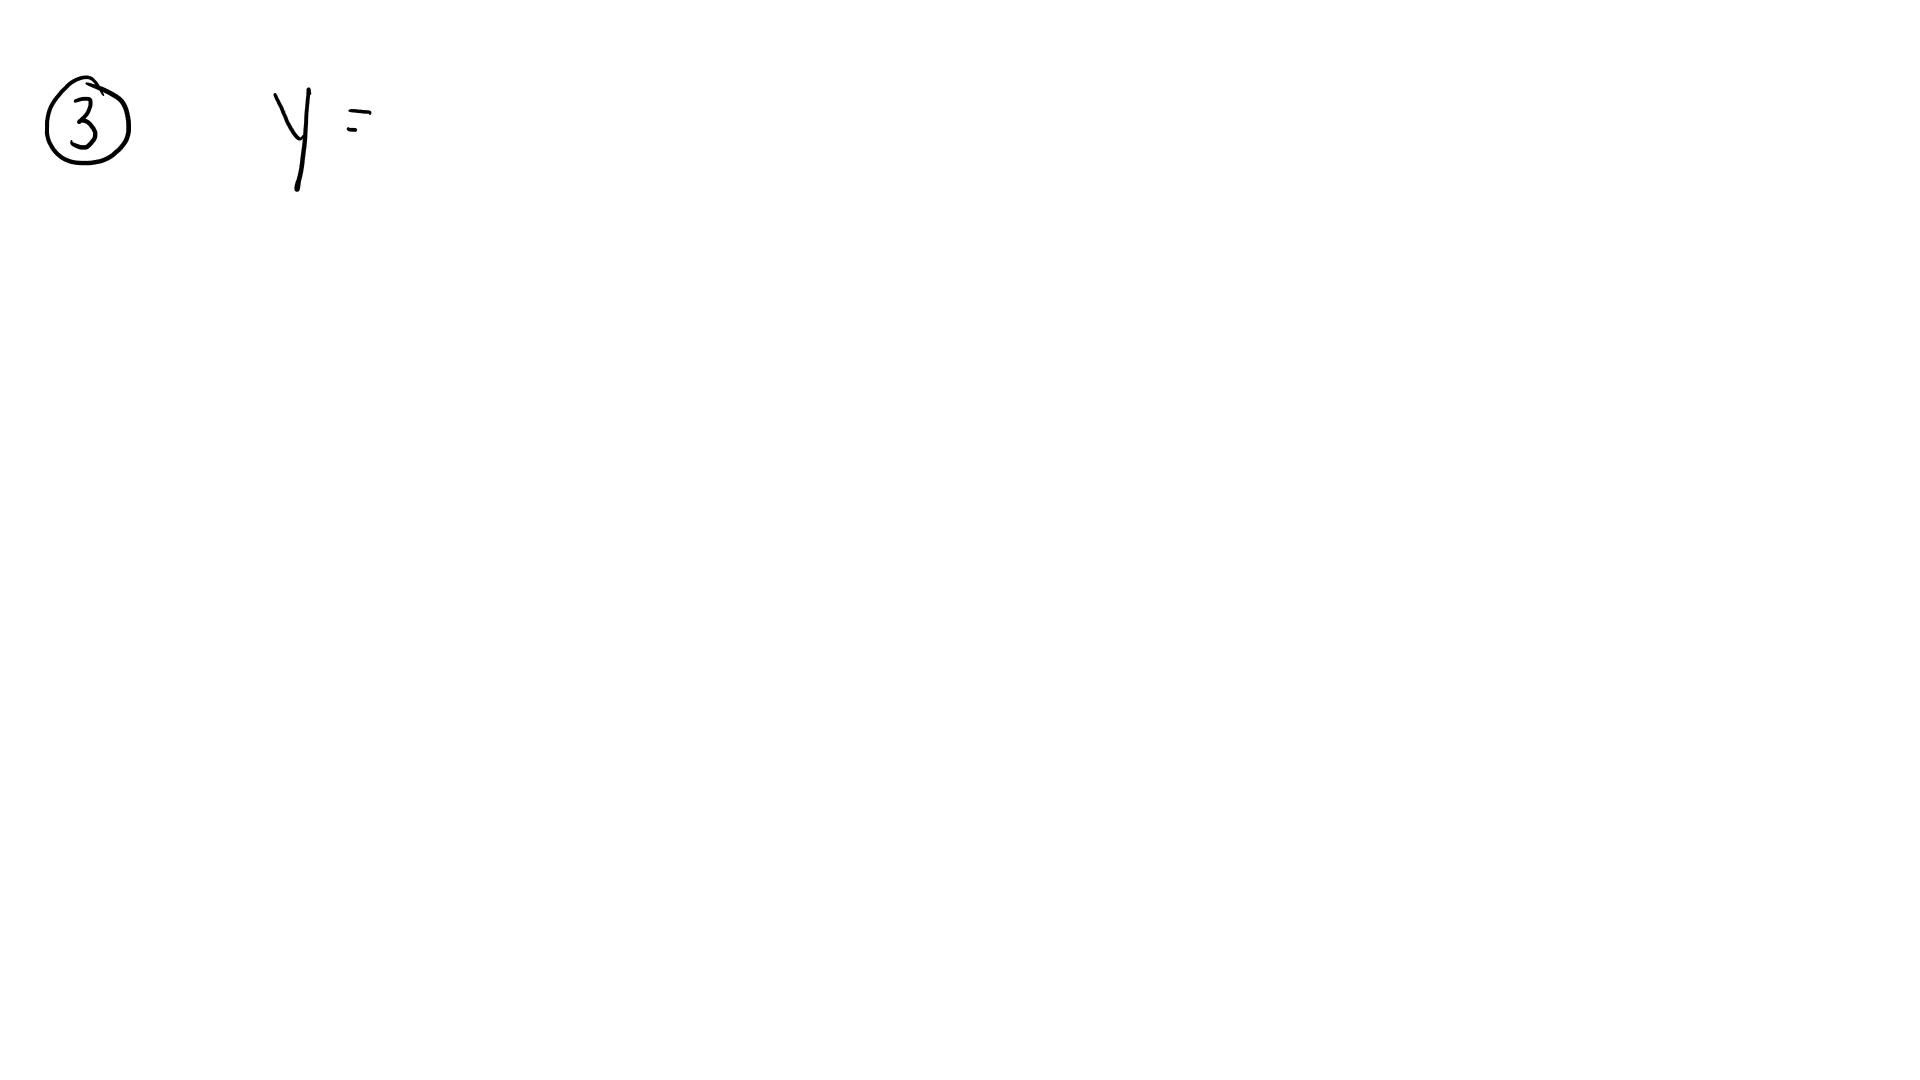 ③ y =